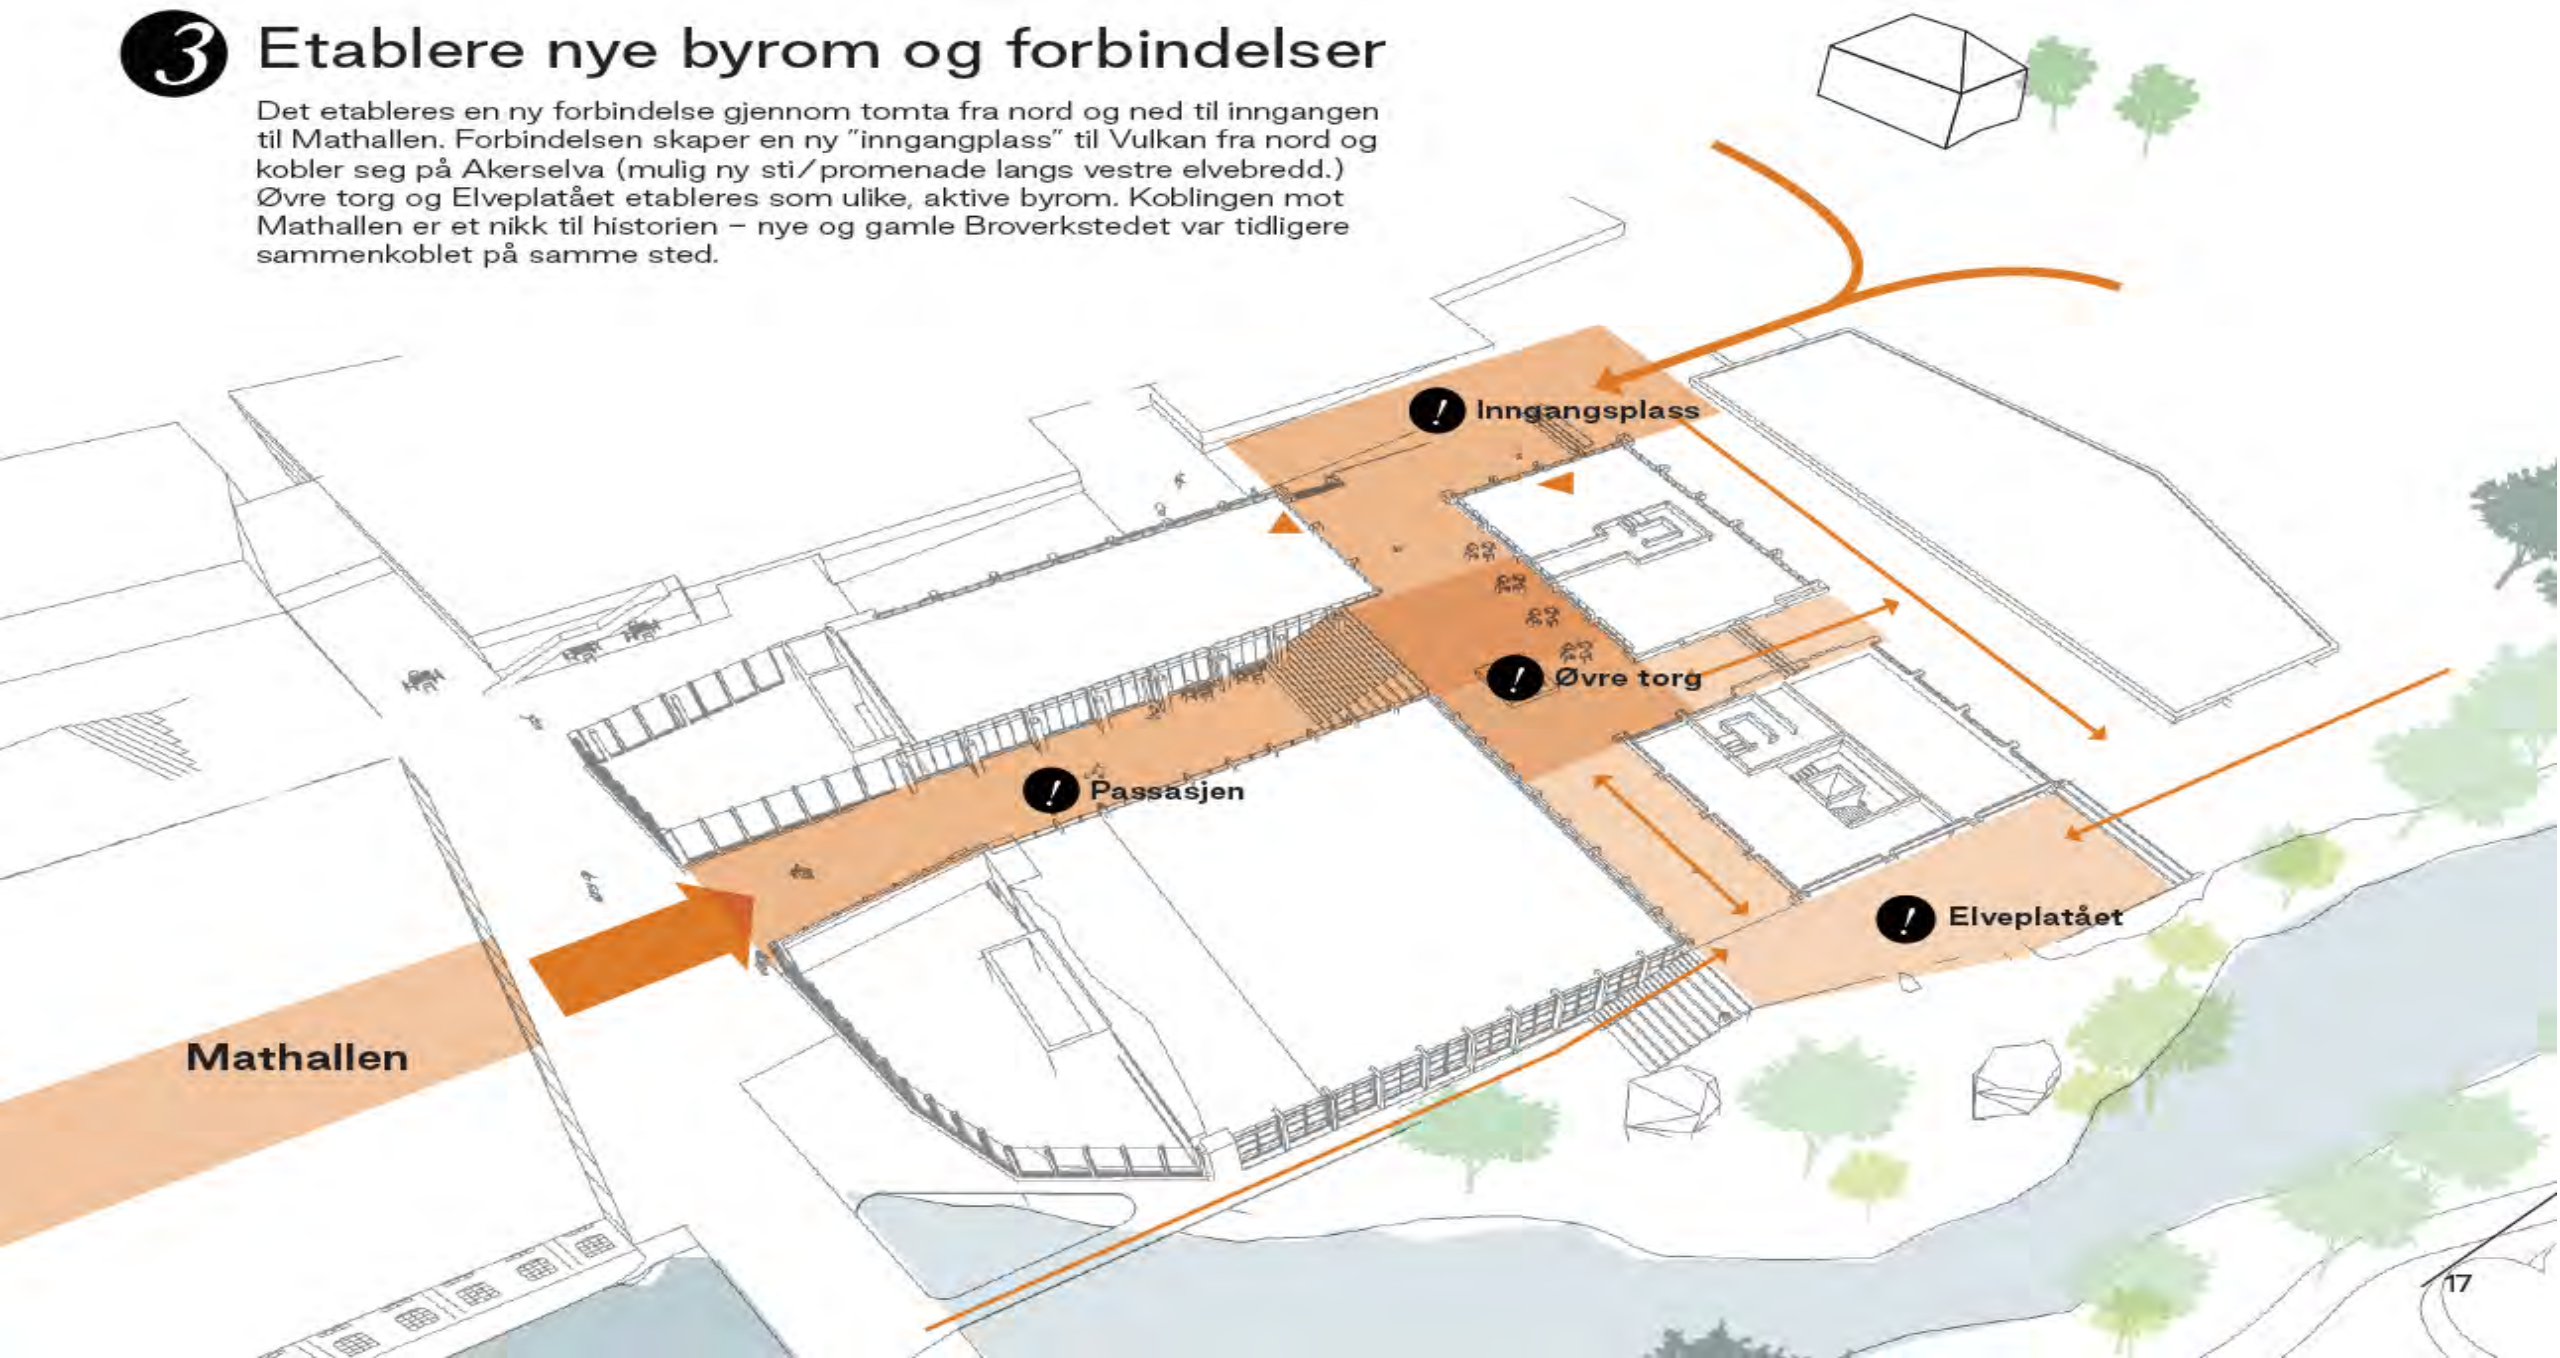 3 Etablere nye byrom og forbindelser
Det etableres en ny forbindelse gjennom tomta fra nord og ned til inngangen
til Mathallen. Forbindelsen skaper en ny "inngangplass" til Vulkan fra nord og
kobler seg på Akerselva (mulig ny sti/promenade langs vestre elvebredd.)
Øvre torg og Elveplatået etableres som ulike, aktive byrom. Koblingen mot
Mathallen er et nikk til historien – nye og gamle Broverkstedet var tidligere
sammenkoblet på samme sted.
! Inngangsplass
! Øvre torg
! Passasjen
! Elveplatået
Mathallen
17